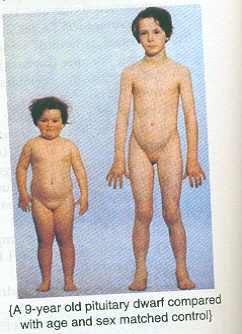 {A 9-year old pituitary dwarf compared
with age and sex matched control}